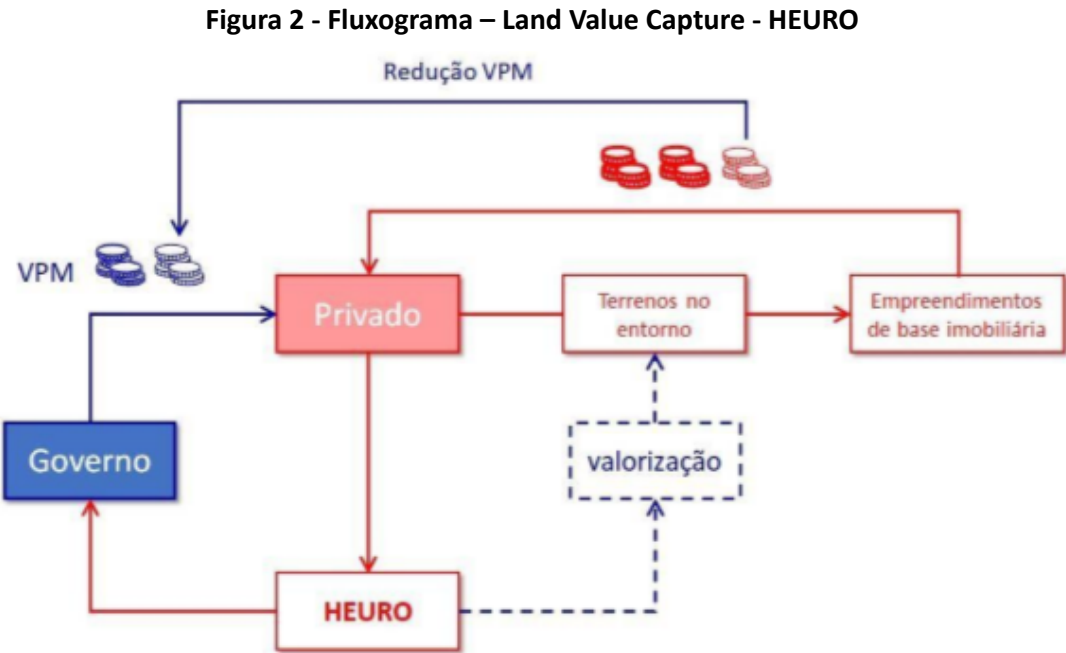 Figura 2 - Fluxograma – Land Value Capture - HEURO
Redução VPM
VPM
Privado
Terrenos no
entorno
Empreendimentos
de base imobiliária
Governo
valorização
HEURO